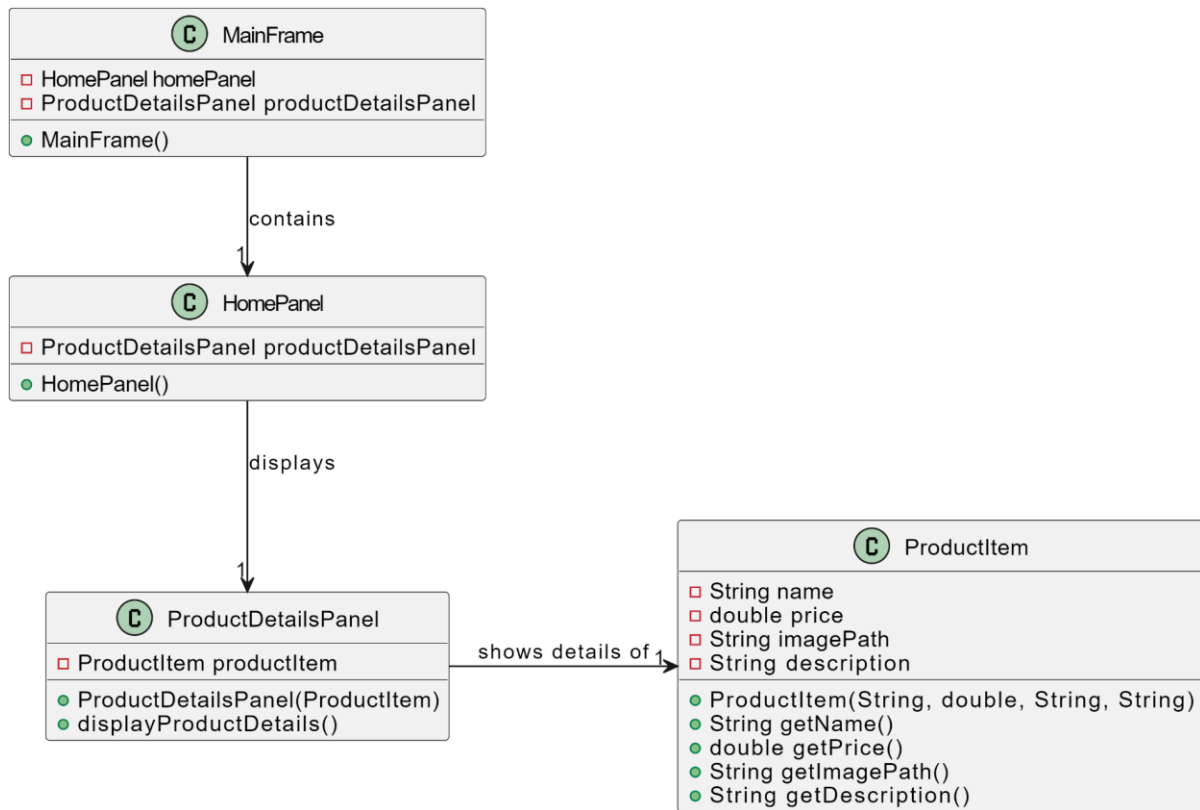 C MainFrame
HomePanel homePanel
ProductDetailsPanel productDetailsPanel
MainFrame()
contains
1
C HomePanel
ProductDetailsPanel productDetailsPanel
HomePanel()
displays
1
C ProductDetailsPanel
ProductItem productItem
ProductDetailsPanel(ProductItem)
displayProductDetails()
shows details of 1
C ProductItem
String name
double price
String imagePath
String description
ProductItem(String, double, String, String)
String getName()
double getPrice()
String getImagePath()
String getDescription()